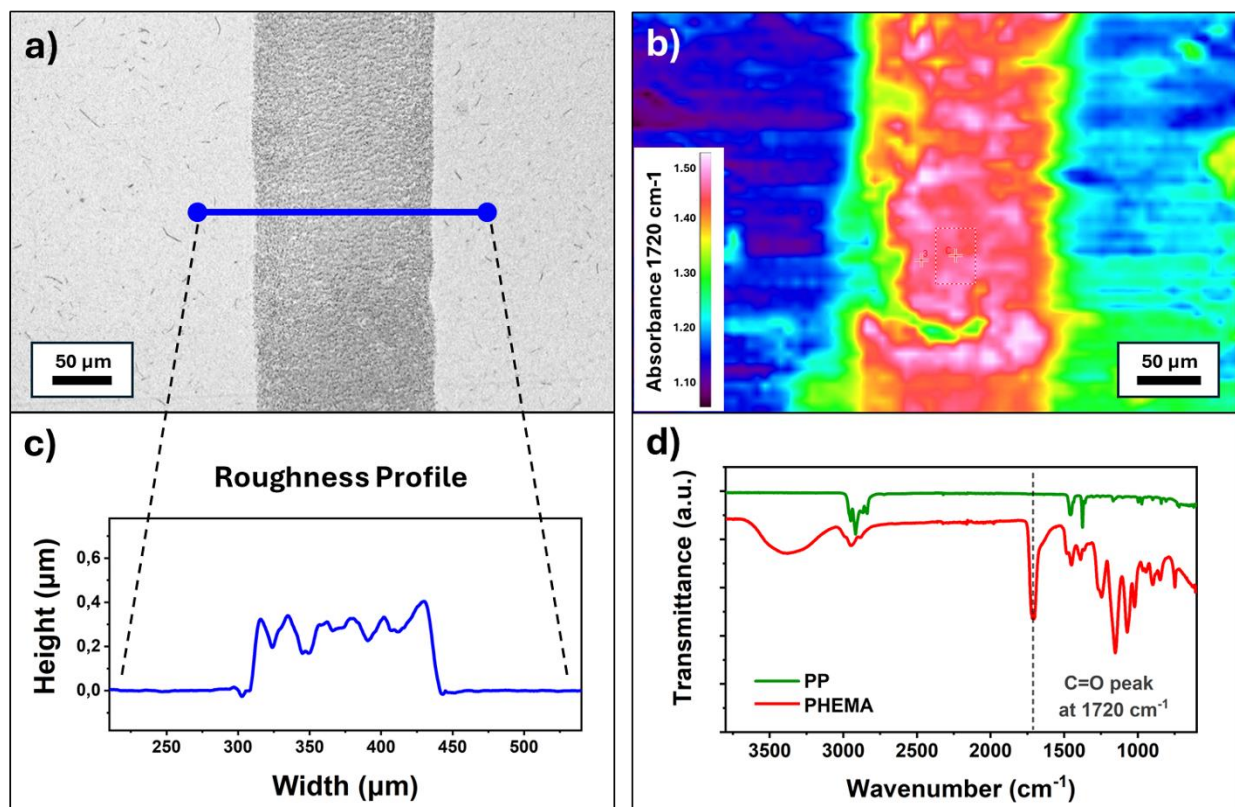 a)
50 µm
b)
Absorbance 1720 cm-1
1.50
1.40
1.30
1.20
1.10
3
50 µm
c)
Roughness Profile
Height (µm)
0,6
0,4
0,2
0,0
250
300
350
400
450
500
Width (µm)
d)
Transmittance (a.u.)
PP
PHEMA
C=O peak
at 1720 cm⁻¹
3500
3000
2500
2000
1500
1000
Wavenumber (cm⁻¹)